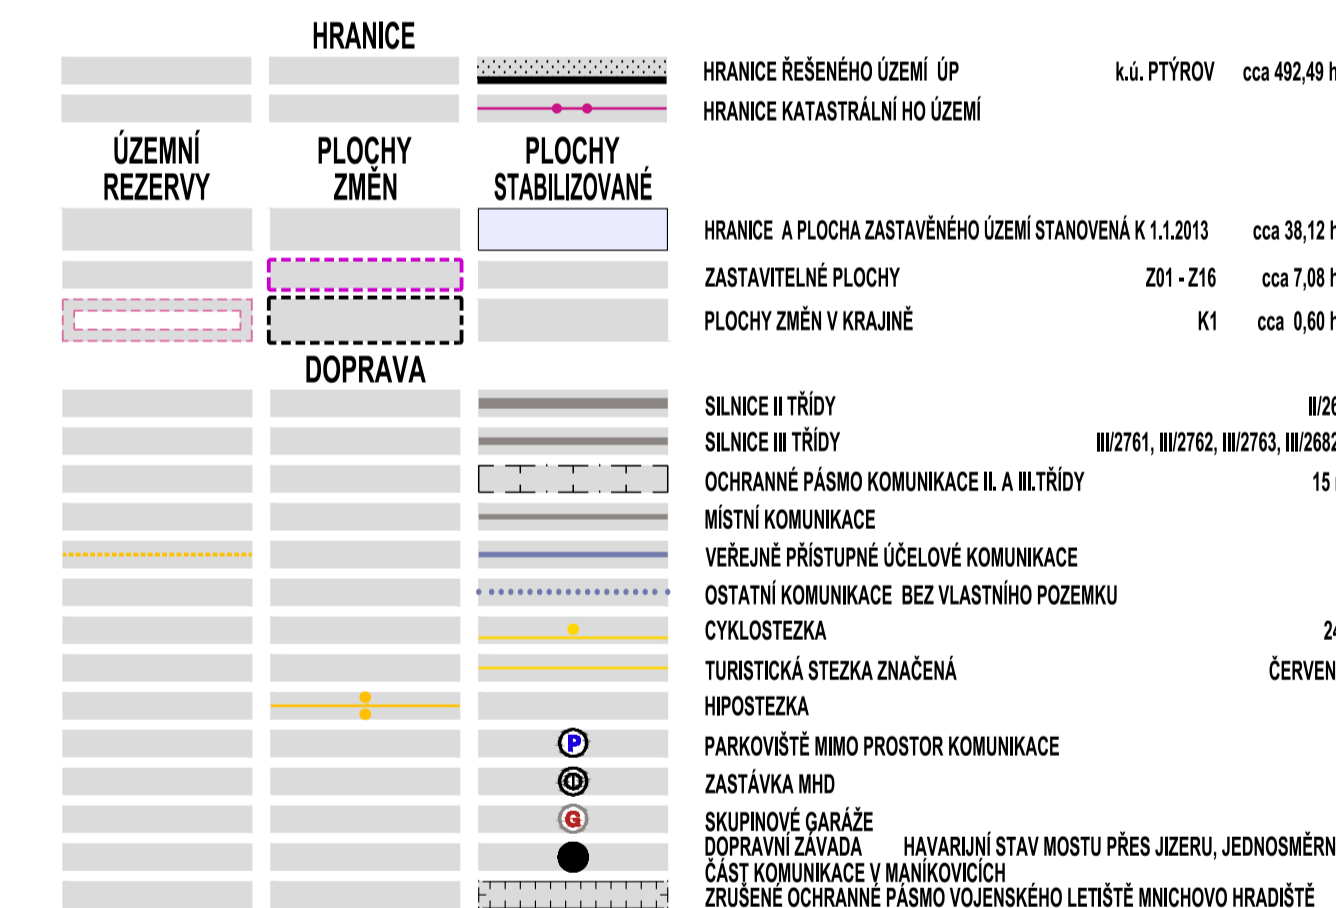 HRANICE
HRANICE ŘEŠENÉHO ÚZEMÍ ÚP k.ú. PTÝROV cca 492,49 h
HRANICE KATASTRÁLNÍ HO ÚZEMÍ
ÚZEMNÍ REZERVY
PLOCHY ZMĚN
PLOCHY STABILIZOVANÉ
HRANICE A PLOCHA ZASTAVĚNÉHO ÚZEMÍ STANOVENÁ K 1.1.2013 cca 38,12 h
ZASTAVITELNÉ PLOCHY Z01 - Z16 cca 7,08 h
PLOCHY ZMĚN V KRAJINĚ K1 cca 0,60 h
DOPRAVA
SILNICE II TŘÍDY II/26
SILNICE III TŘÍDY III/2761, III/2762, III/2763, III/2682
OCHRANNÉ PÁSMO KOMUNIKACE II. A III.TŘÍDY 15
MÍSTNÍ KOMUNIKACE
VEŘEJNĚ PŘÍSTUPNÉ ÚČELOVÉ KOMUNIKACE
OSTATNÍ KOMUNIKACE BEZ VLASTNÍHO POZEMKU
CYKLOSTEZKA 24
TURISTICKÁ STEZKA ZNAČENÁ ČERVEN
HIPOSTEZKA
P PARKOVIŠTĚ MIMO PROSTOR KOMUNIKACE
ZASTÁVKA MHD
G SKUPINOVÉ GARÁŽE
DOPRAVNÍ ZÁVADA HAVARIJNÍ STAV MOSTU PŘES JIZERU, JEDNOSMĚRN
ČÁST KOMUNIKACE V MANÍKOVICÍCH
ZRUŠENÉ OCHRANNÉ PÁSMO VOJENSKÉHO LETIŠTĚ MNICHOVO HRADIŠTĚ